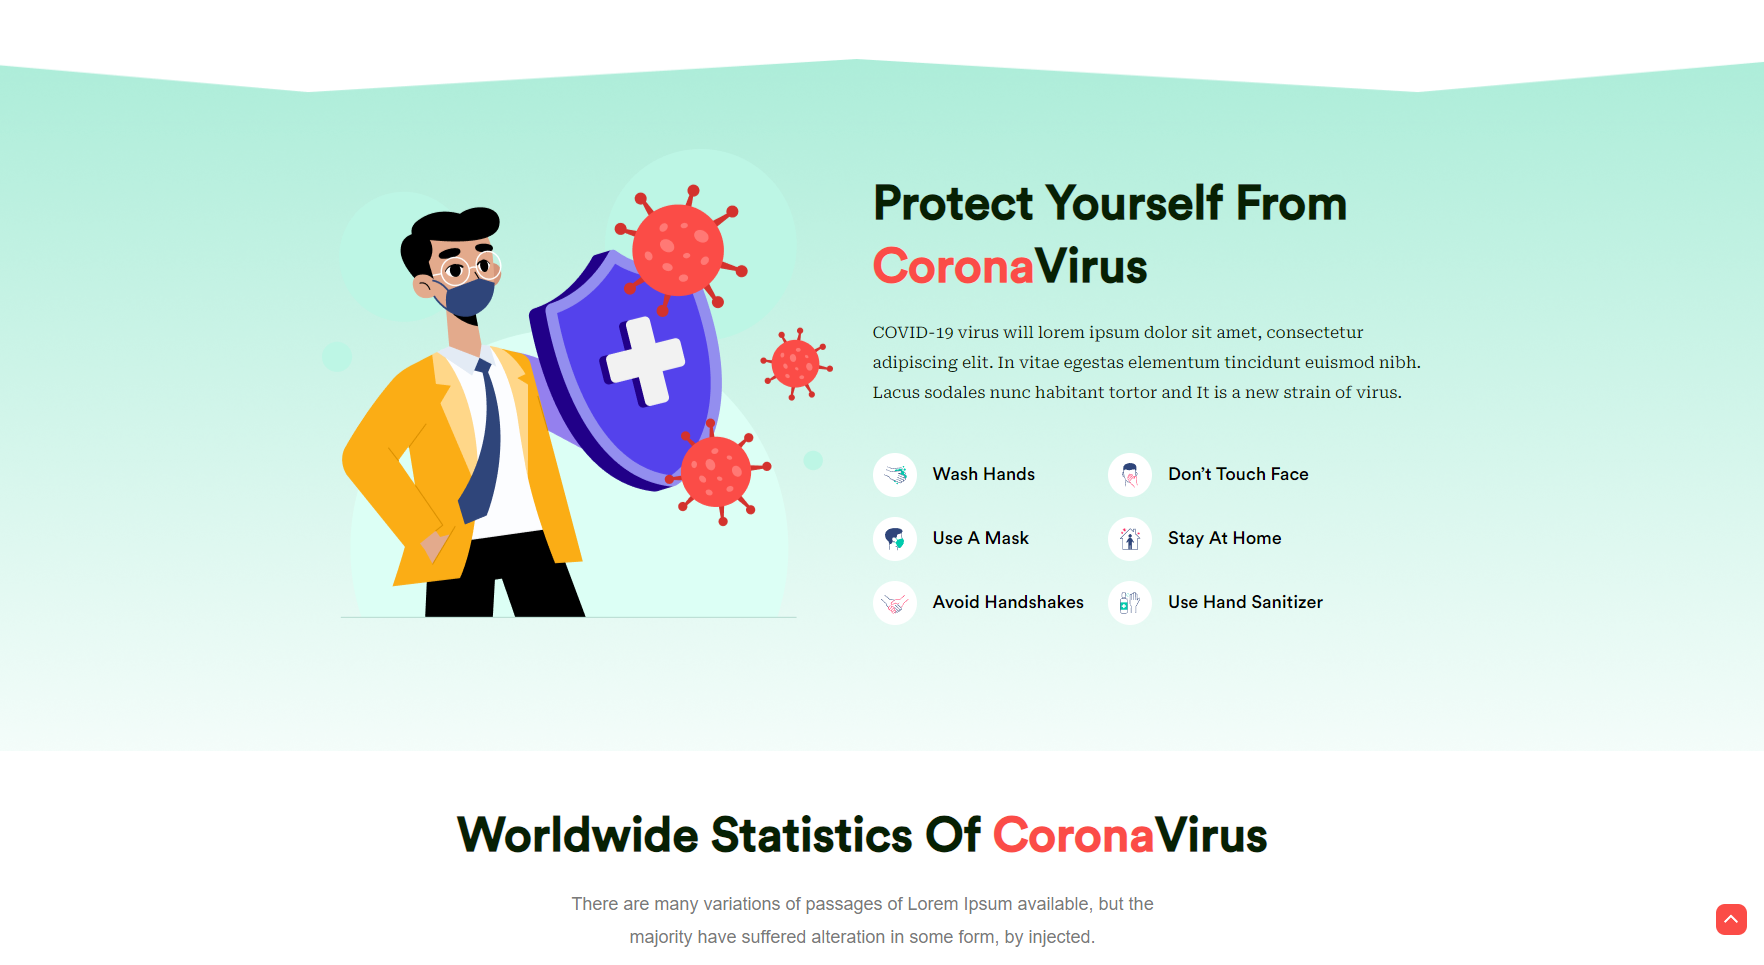 Protect Yourself From
CoronaVirus
COVID-19 virus will lorem ipsum dolor sit amet, consectetur
adipiscing elit. In vitae egestas elementum tincidunt euismod nibh.
Lacus sodales nunc habitant tortor and It is a new strain of virus.
Wash Hands
Don’t Touch Face
Use A Mask
Stay At Home
Avoid Handshakes
Use Hand Sanitizer
Worldwide Statistics Of CoronaVirus
There are many variations of passages of Lorem Ipsum available, but the
majority have suffered alteration in some form, by injected.